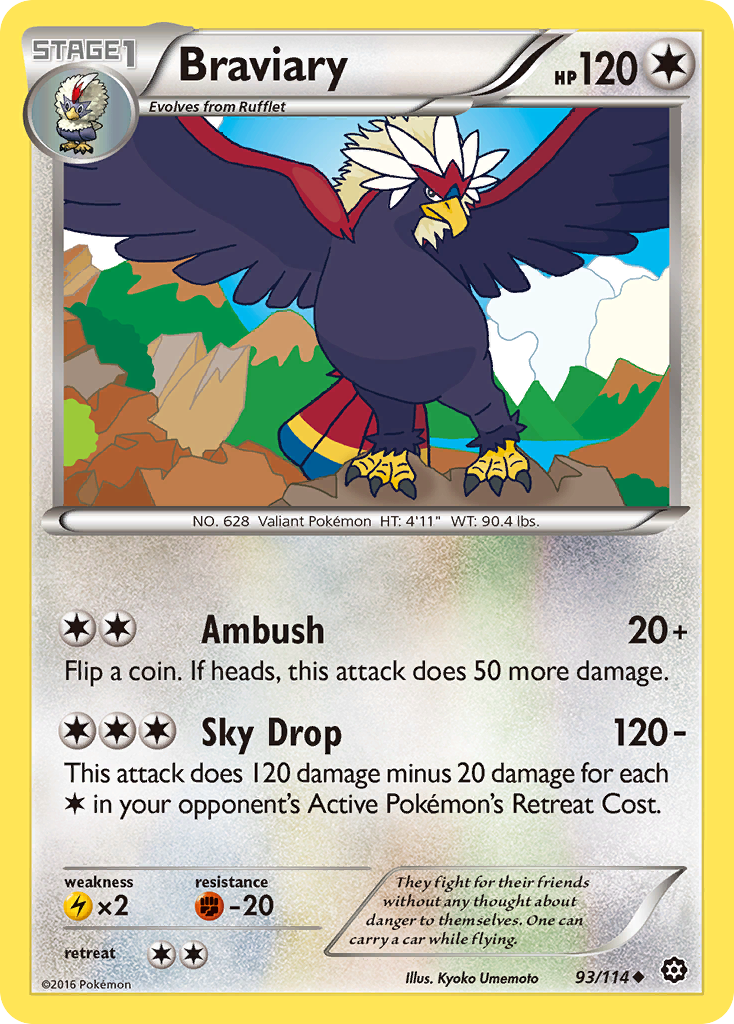 STAGE1
Braviary
HP120
Evolves from Rufflet
NO. 628 Valiant Pokémon HT: 4'11" WT: 90.4 lbs.
Ambush 20+
Flip a coin. If heads, this attack does 50 more damage.
Sky Drop 120-
This attack does 120 damage minus 20 damage for each
in your opponent's Active Pokémon's Retreat Cost.
weakness
×2
resistance
-20
retreat
They fight for their friends
without any thought about
danger to themselves. One can
carry a car while flying.
©2016 Pokémon
Illus. Kyoko Umemoto
93/114